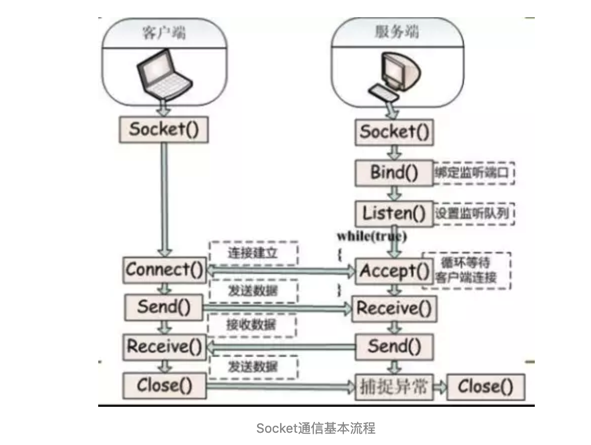 客户端
服务端
Socket()
Socket()
Bind()
绑定监听端口
Listen()
设置监听队列
while(true)
{
连接建立
Connect()
Accept()
循环等待
客户端连接
发送数据
}
Send()
Receive()
接收数据
Receive()
Send()
发送数据
Close()
捕捉异常
Close()
Socket通信基本流程